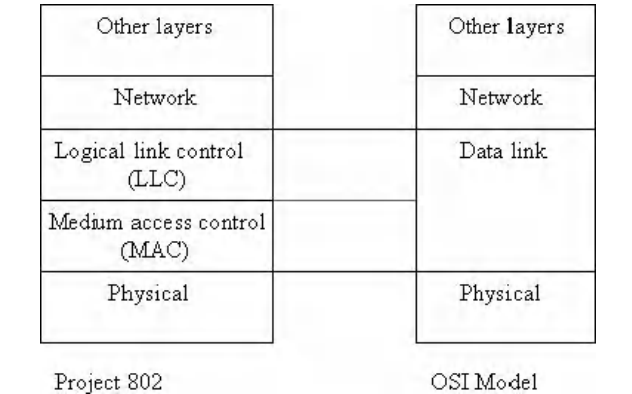 Other layers
Network
Logical link control
(LLC)
Medium access control
(MAC)
Physical
Project 802
Other layers
Network
Data link
Physical
OSI Model